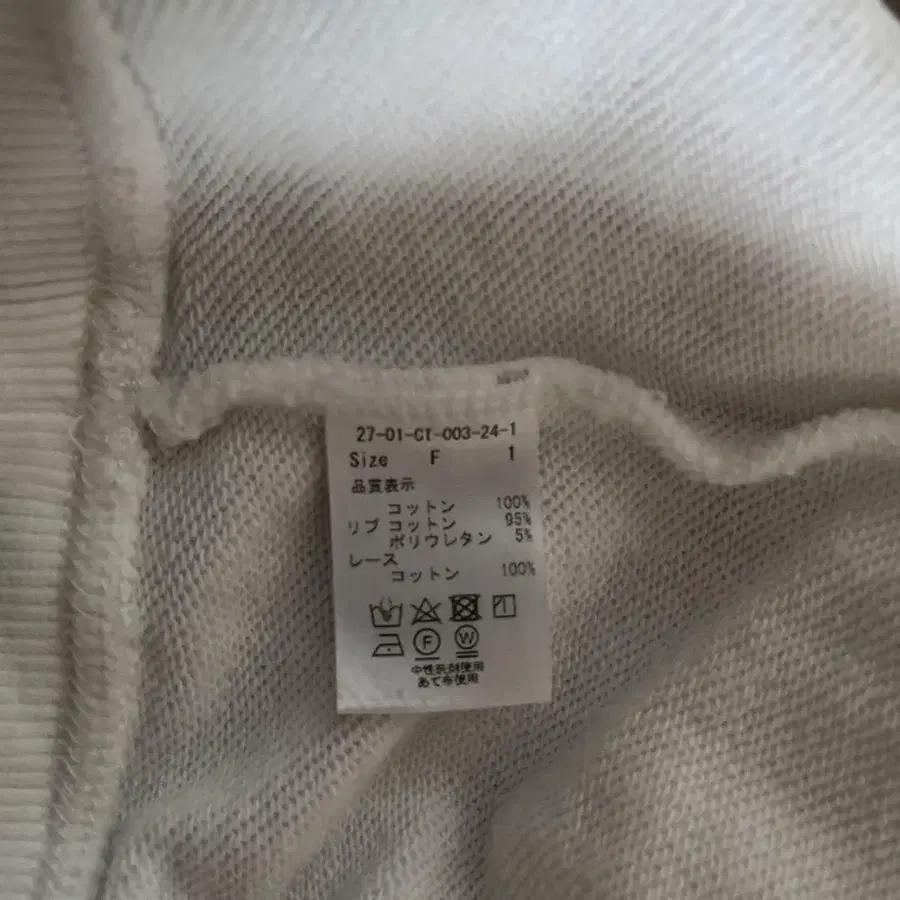 27-01-CT-003-24-1
Size F 1
品質表示
コットン 100%
リブ コットン 95%
ポリウレタン 5%
レース
コットン 100%
F W
中性洗剤使用
あて布使用